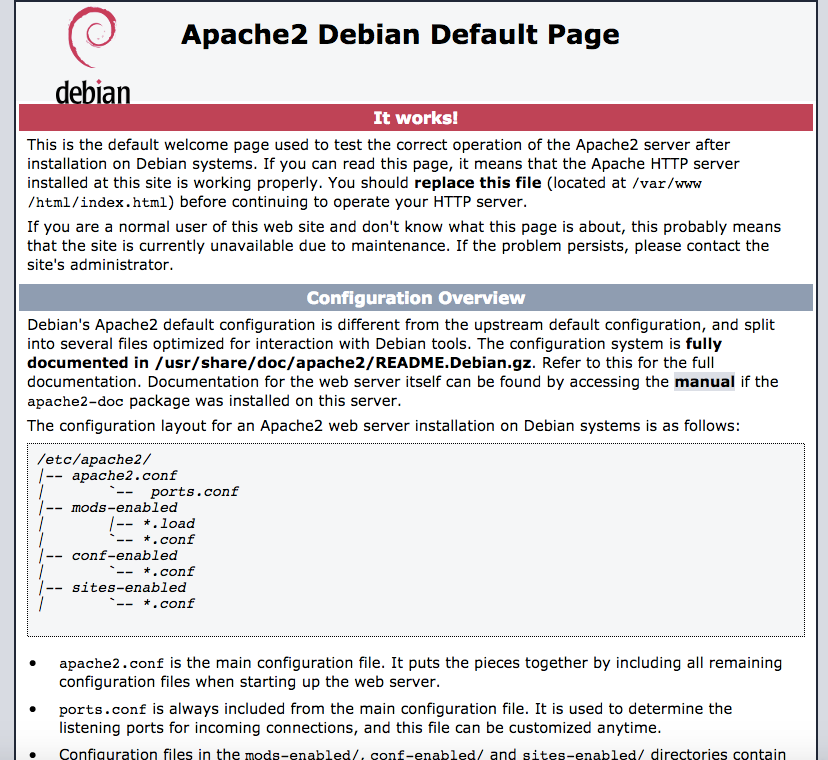 Apache2 Debian Default Page
debian
It works!
This is the default welcome page used to test the correct operation of the Apache2 server after
installation on Debian systems. If you can read this page, it means that the Apache HTTP server
installed at this site is working properly. You should replace this file (located at /var/www
/html/index.html) before continuing to operate your HTTP server.
If you are a normal user of this web site and don't know what this page is about, this probably means
that the site is currently unavailable due to maintenance. If the problem persists, please contact the
site's administrator.
Configuration Overview
Debian's Apache2 default configuration is different from the upstream default configuration, and split
into several files optimized for interaction with Debian tools. The configuration system is fully
documented in /usr/share/doc/apache2/README.Debian.gz. Refer to this for the full
documentation. Documentation for the web server itself can be found by accessing the manual if the
apache2-doc package was installed on this server.
The configuration layout for an Apache2 web server installation on Debian systems is as follows:
/etc/apache2/
|-- apache2.conf
|       `--  ports.conf
|-- mods-enabled
|       |-- *.load
|       `-- *.conf
|-- conf-enabled
|       `-- *.conf
|-- sites-enabled
|       `-- *.conf
• apache2.conf is the main configuration file. It puts the pieces together by including all remaining
configuration files when starting up the web server.
• ports.conf is always included from the main configuration file. It is used to determine the
listening ports for incoming connections, and this file can be customized anytime.
• Configuration files in the mods-enabled/, conf-enabled/ and sites-enabled/ directories contain